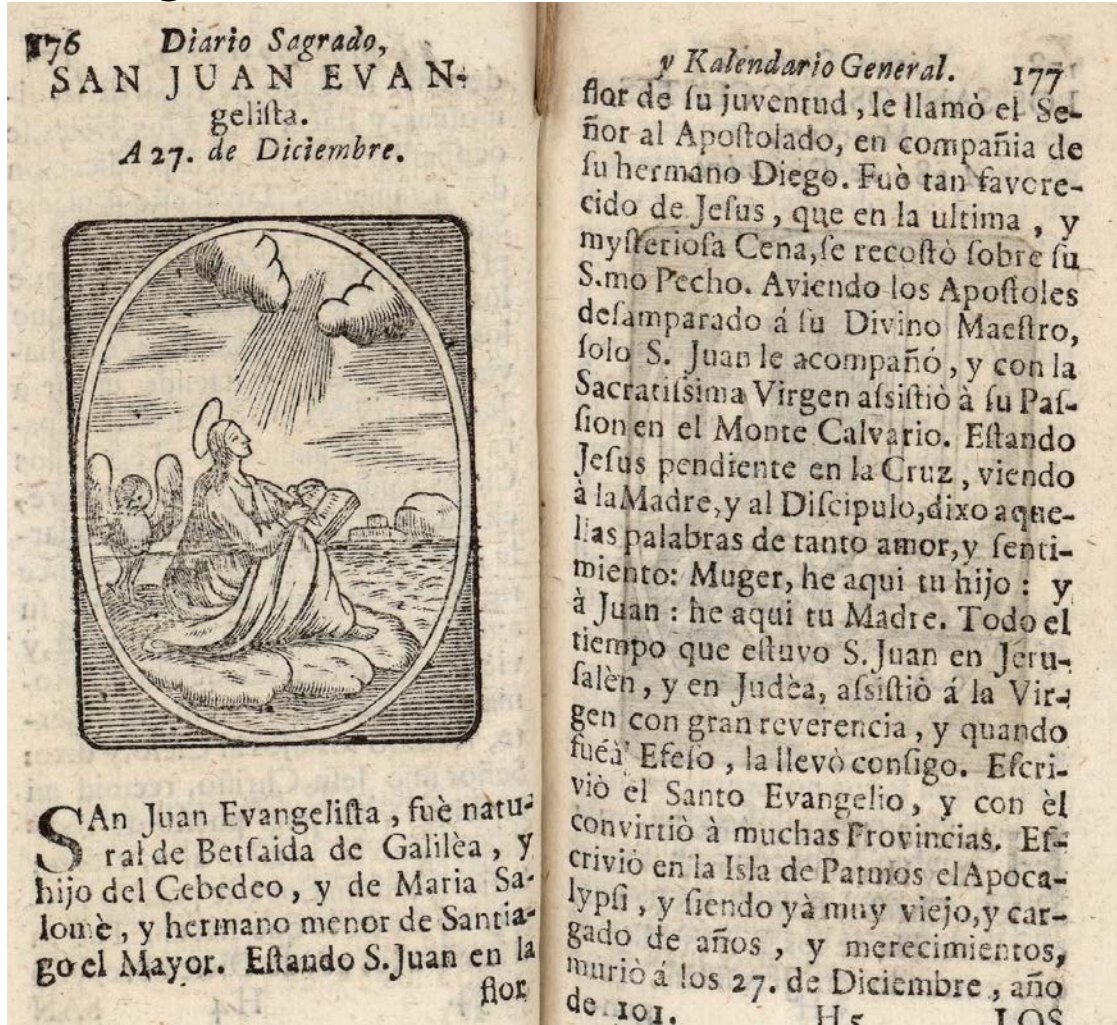 176 Diario Sagrado,
SAN JUAN EVAN-
geliſta.
A 27. de Diciembre.
SAn Juan Evangeliſta, fuè natu-
ral de Betſaida de Galilèa, y
hijo del Cebedeo, y de Maria Sa-
lomè, y hermano menor de Santia-
go el Mayor. Eſtando S. Juan en la
flor
y Kalendario General. 177
flor de ſu juventud, le llamò el Se-
ñor al Apoſtolado, en compañia de
ſu hermano Diego. Fuè tan favore-
cido de Jeſus, que en la ultima, y
myſterioſa Cena, ſe recoſtò ſobre ſu
S.mo Pecho. Aviendo los Apoſtoles
deſamparado á ſu Divino Maeſtro,
ſolo S. Juan le acompañó, y con la
Sacratiſsima Virgen aſsiſtiò à ſu Paſ-
ſion en el Monte Calvario. Eſtando
Jeſus pendiente en la Cruz, viendo
à la Madre, y al Diſcipulo, dixo aque-
llas palabras de tanto amor, y ſenti-
miento: Muger, he aqui tu hijo: y
à Juan: he aqui tu Madre. Todo el
tiempo que eſtuvo S. Juan en Jeru-
ſalèn, y en Judèa, aſsiſtiò á la Vir-
gen con gran reverencia, y quando
fuéà Efeſo, la llevò conſigo. Eſcri-
viò el Santo Evangelio, y con èl
convirtiò à muchas Provincias. Eſ-
crivió en la Isla de Patmos el Apoca-
lypſi, y ſiendo yà muy viejo, y car-
gado de años, y merecimientos,
muriò á los 27. de Diciembre, año
de 101. H5 LOS